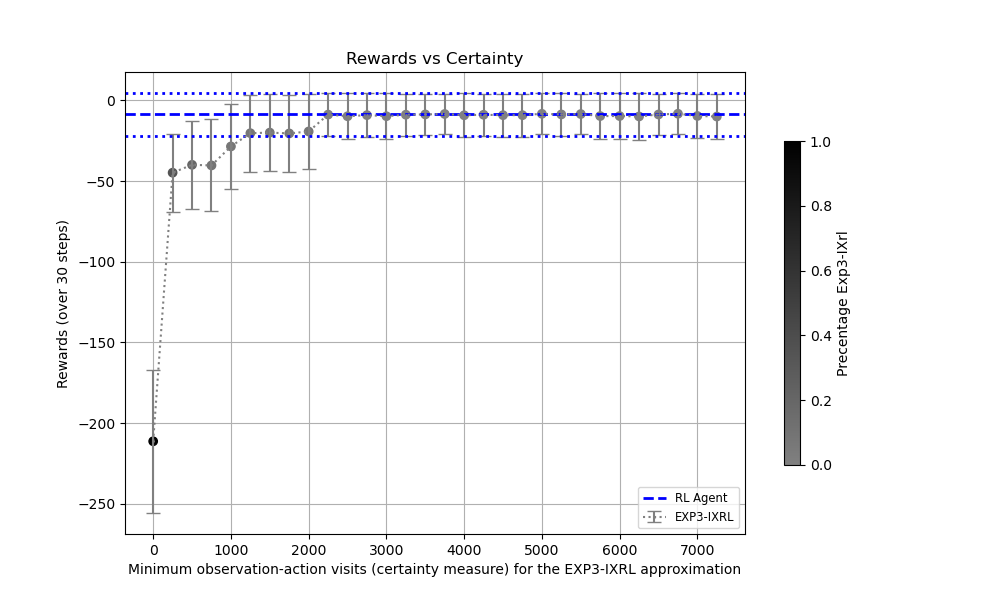 Rewards vs Certainty
Rewards (over 30 steps)
0
−50
−100
−150
−200
−250
0 1000 2000 3000 4000 5000 6000 7000
Minimum observation-action visits (certainty measure) for the EXP3-IXRL approximation
RL Agent
EXP3-IXRL
1.0
0.8
0.6
0.4
0.2
0.0
Precentage Exp3-IXrl